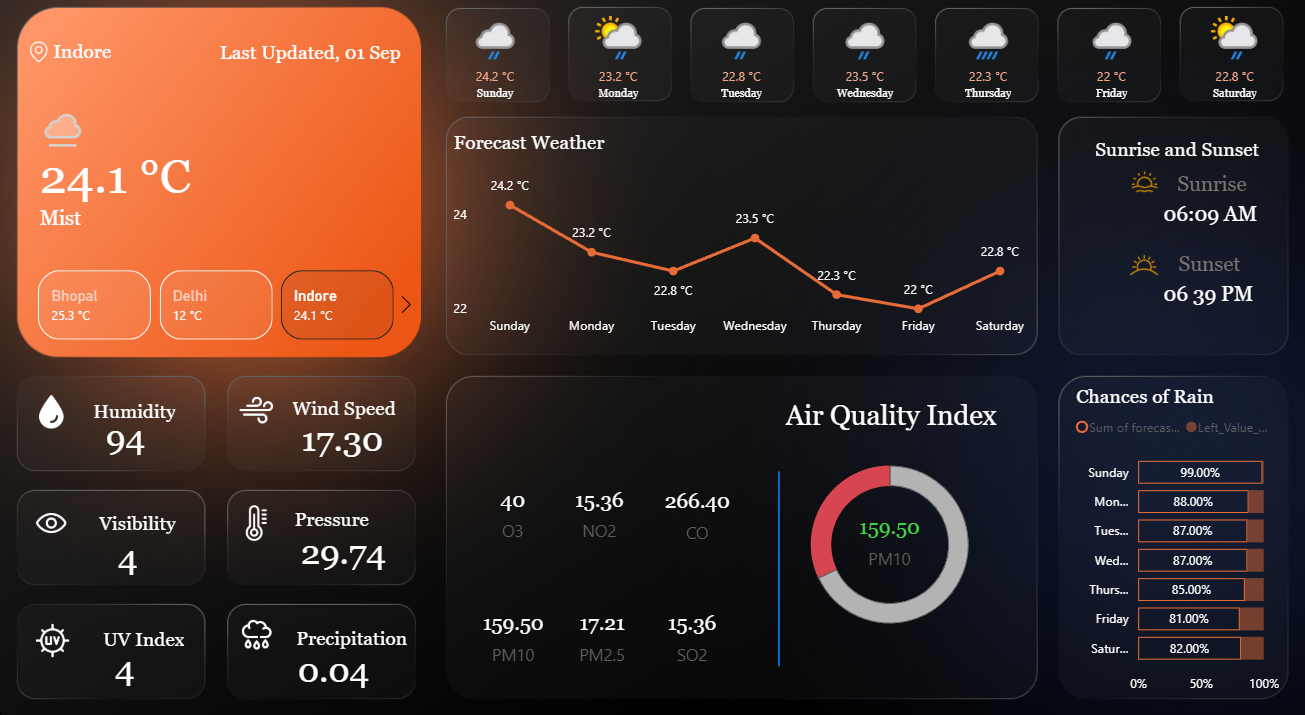 Indore
Last Updated, 01 Sep
24.1 °C
Mist
Bhopal
25.3 °C
Delhi
12 °C
Indore
24.1 °C
24.2 °C
Sunday
23.2 °C
Monday
22.8 °C
Tuesday
23.5 °C
Wednesday
22.3 °C
Thursday
22 °C
Friday
22.8 °C
Saturday
Forecast Weather
24
22
24.2 °C
23.2 °C
22.8 °C
23.5 °C
22.3 °C
22 °C
22.8 °C
Sunday
Monday
Tuesday
Wednesday
Thursday
Friday
Saturday
Sunrise and Sunset
Sunrise
06:09 AM
Sunset
06 39 PM
Humidity
94
Wind Speed
17.30
Visibility
4
Pressure
29.74
UV
UV Index
4
Precipitation
0.04
Air Quality Index
40
O3
15.36
NO2
266.40
CO
159.50
PM10
17.21
PM2.5
15.36
SO2
159.50
PM10
Chances of Rain
Sum of forecas...
Left_Value_...
Sunday 99.00%
Mon... 88.00%
Tues... 87.00%
Wed... 87.00%
Thurs... 85.00%
Friday 81.00%
Satur... 82.00%
0% 50% 100%